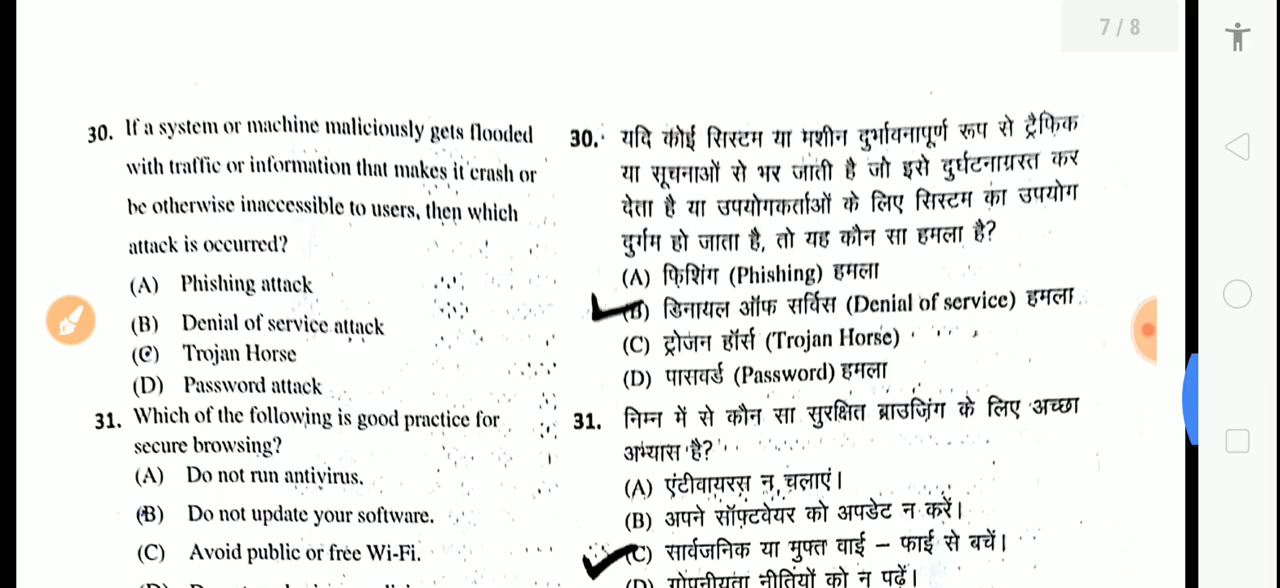 7 / 8
30. If a system or machine maliciously gets flooded
with traffic or information that makes it crash or
be otherwise inaccessible to users, then which
attack is occurred?
(A) Phishing attack
(B) Denial of service attack
(C) Trojan Horse
(D) Password attack
31. Which of the following is good practice for
secure browsing?
(A) Do not run antivirus.
(B) Do not update your software.
(C) Avoid public or free Wi-Fi.
30. यदि कोई सिस्टम या मशीन दुर्भावनापूर्ण रूप से ट्रैफिक
या सूचनाओं से भर जाती है जो इसे दुर्घटनाग्रस्त कर
देता है या उपयोगकर्ताओं के लिए सिस्टम का उपयोग
दुर्गम हो जाता है, तो यह कौन सा हमला है?
(A) फ़िशिंग (Phishing) हमला
(B) डिनायल ऑफ सर्विस (Denial of service) हमला
(C) ट्रोजन हॉर्स (Trojan Horse)
(D) पासवर्ड (Password) हमला
31. निम्न में से कौन सा सुरक्षित ब्राउज़िंग के लिए अच्छा
अभ्यास है?
(A) एंटीवायरस न चलाएं।
(B) अपने सॉफ़्टवेयर को अपडेट न करें।
(C) सार्वजनिक या मुफ्त वाई – फाई से बचें।
(D) गोपनीयता नीतियों को न पढ़ें।